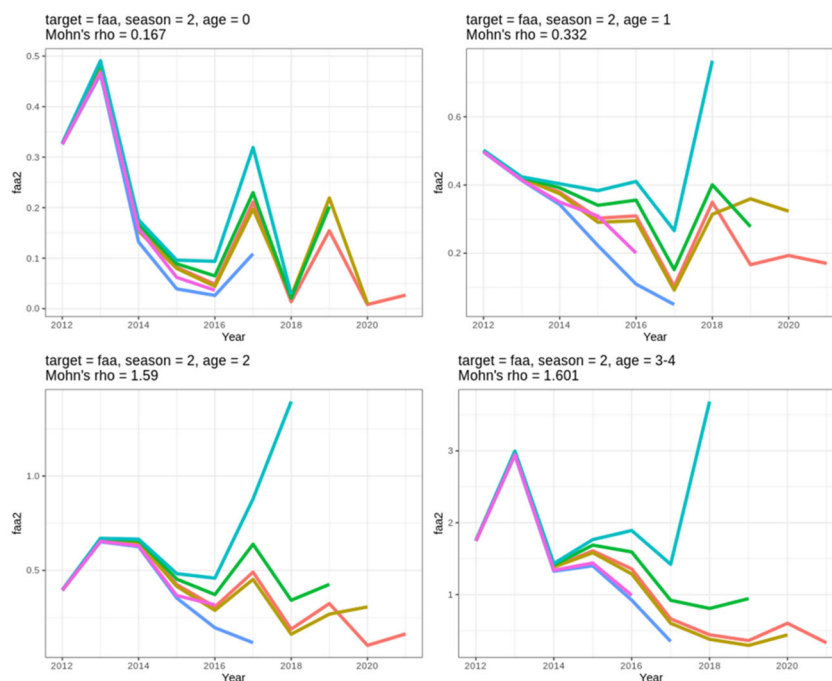 target = faa, season = 2, age = 0
Mohn's rho = 0.167
0.5
0.4
0.3
0.2
0.1
0.0
faa2
2012 2014 2016 2018 2020
Year
target = faa, season = 2, age = 1
Mohn's rho = 0.332
0.6
0.4
0.2
faa2
2012 2014 2016 2018 2020
Year
target = faa, season = 2, age = 2
Mohn's rho = 1.59
1.0
0.5
faa2
2012 2014 2016 2018 2020
Year
target = faa, season = 2, age = 3-4
Mohn's rho = 1.601
3
2
1
faa2
2012 2014 2016 2018 2020
Year